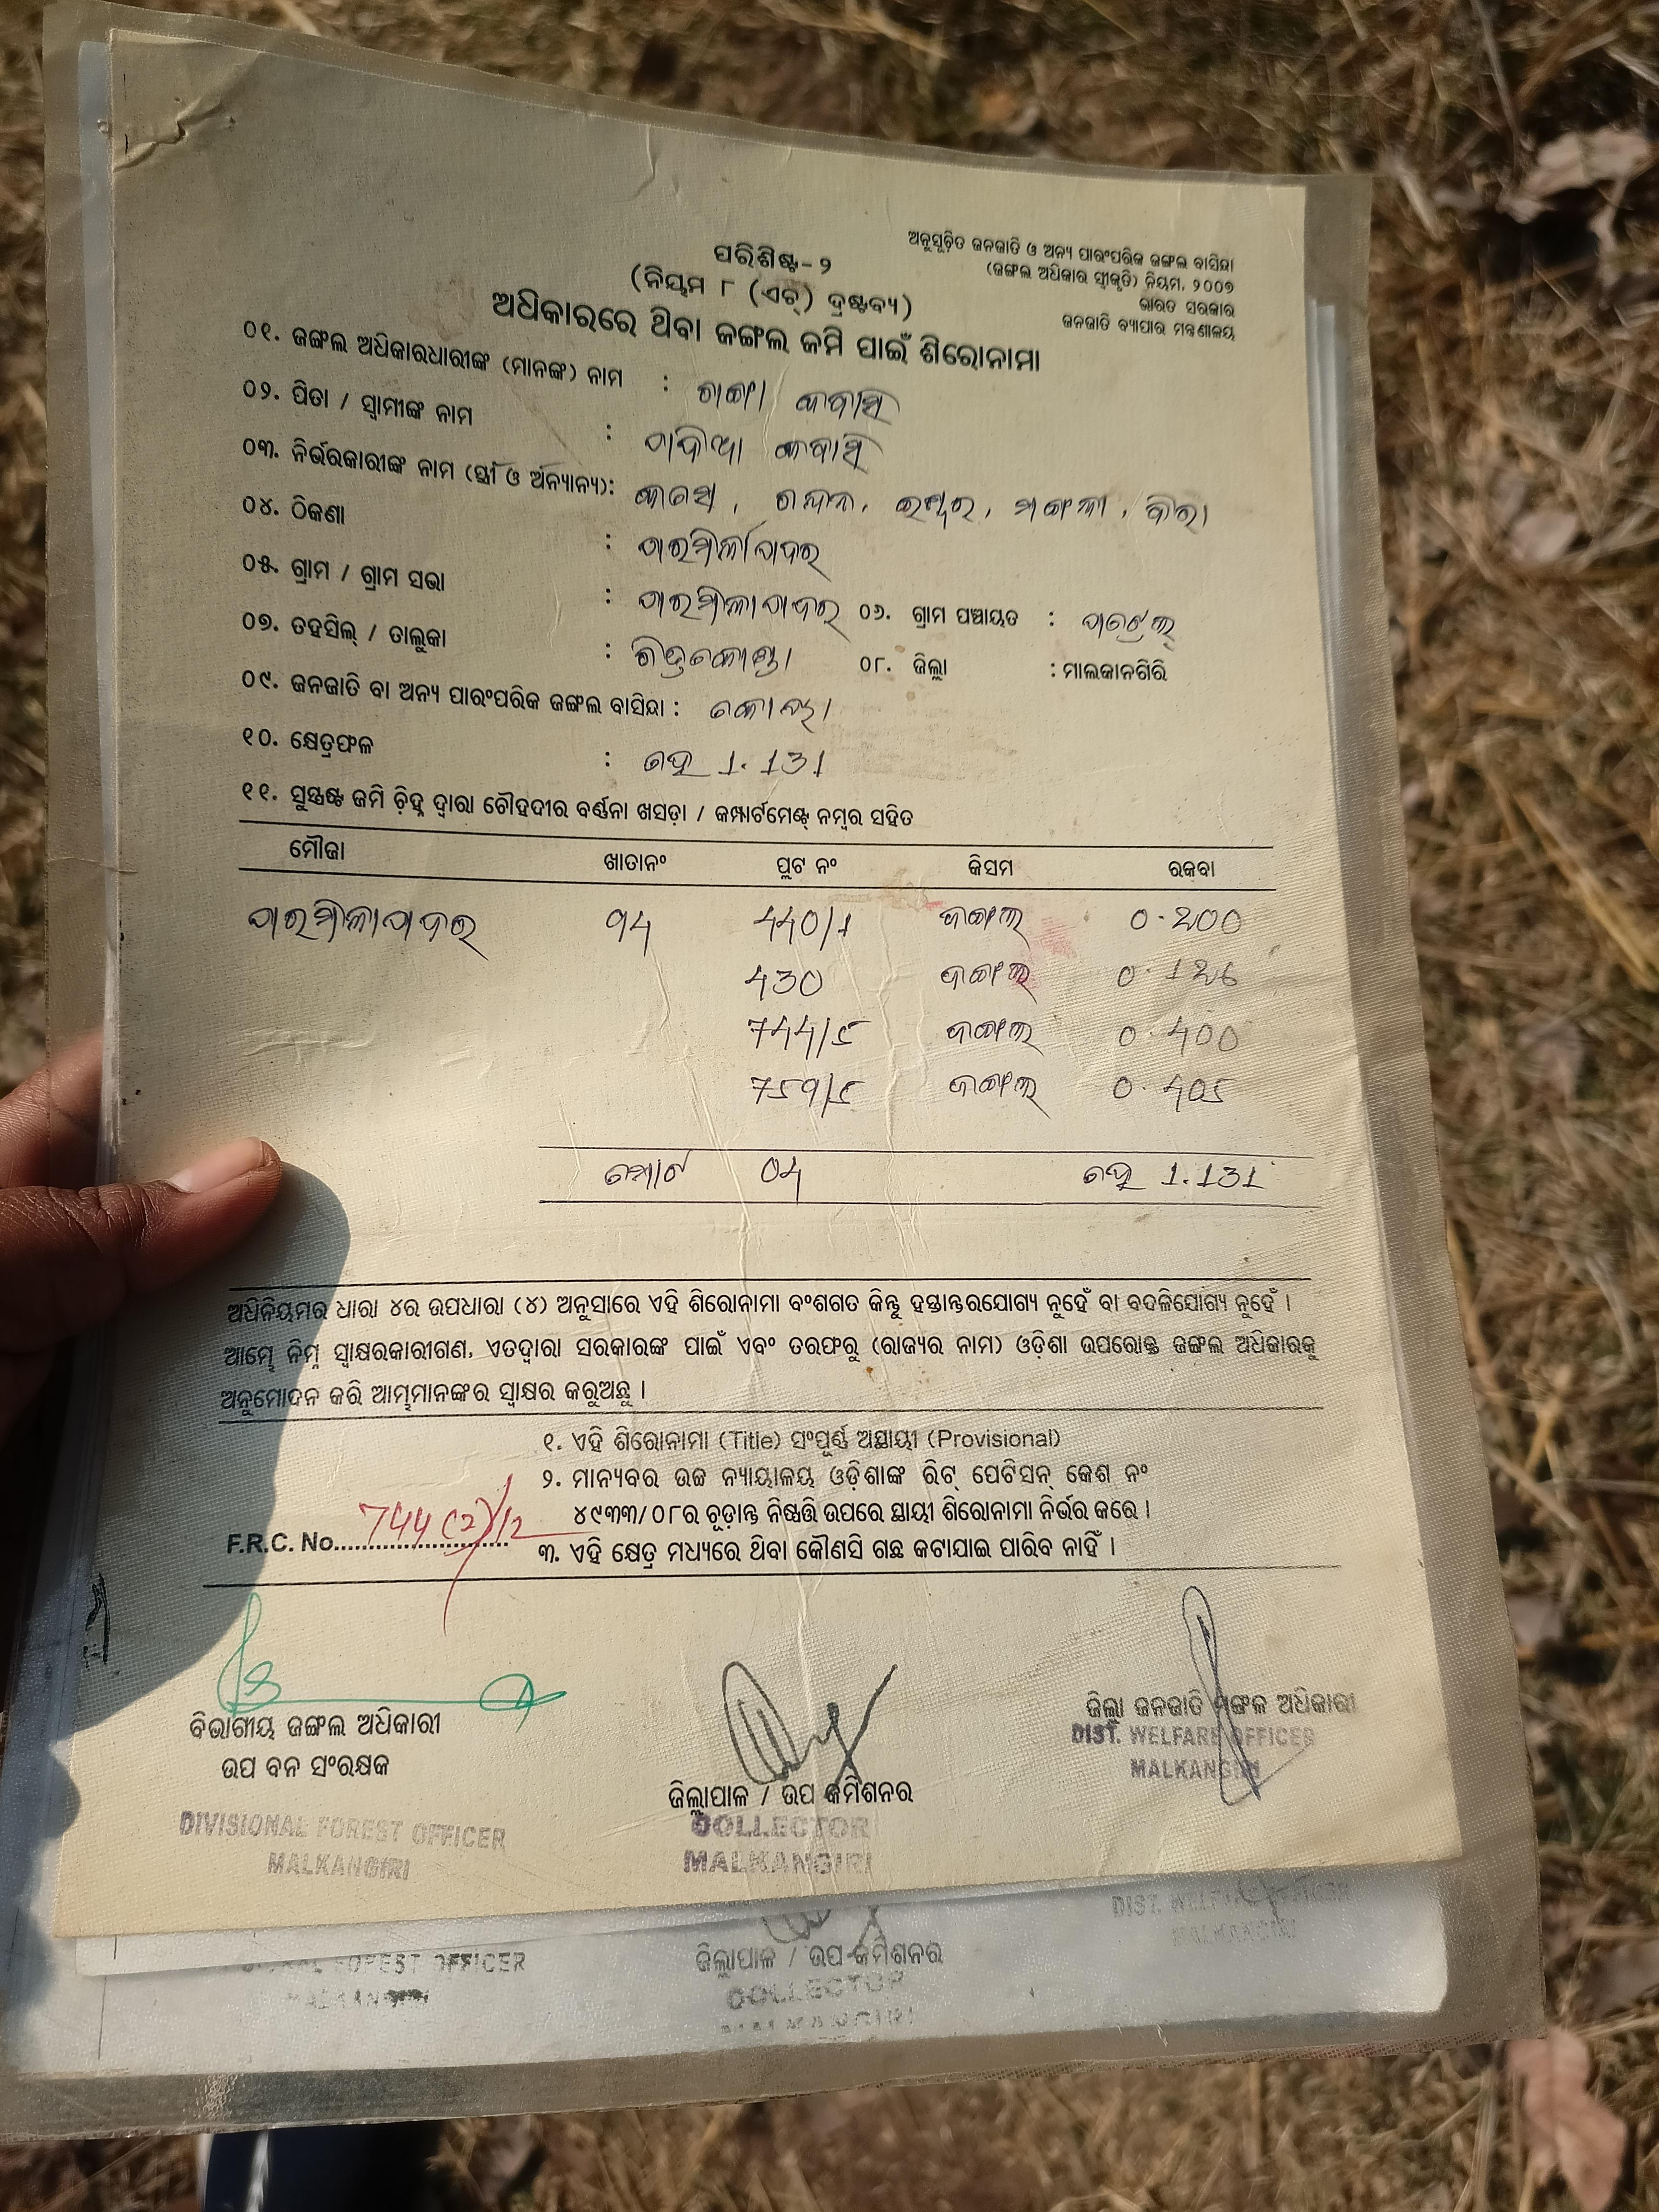 ଅନୁସୂଚିତ ଜନଜାତି ଓ ଅନ୍ୟ ପାରଂପରିକ ଜଙ୍ଗଲ ବାସିନ୍ଦା
(ଜଙ୍ଗଲ ଅଧିକାର ସ୍ୱୀକୃତି) ନିୟମ, ୨୦୦୭
ଭାରତ ସରକାର
ଜନଜାତି ବ୍ୟାପାର ମନ୍ତ୍ରଣାଳୟ
ପରିଶିଷ୍ଟ-୨
(ନିୟମ ୮ (ଏଚ୍) ଦ୍ରଷ୍ଟବ୍ୟ)
ଅଧିକାରରେ ଥିବା ଜଙ୍ଗଲ ଜମି ପାଇଁ ଶିରୋନାମା
୦୧. ଜଙ୍ଗଲ ଅଧିକାରଧାରୀଙ୍କ (ମାନଙ୍କ) ନାମ :
୦୨. ପିତା / ସ୍ୱାମୀଙ୍କ ନାମ :
୦୩. ନିର୍ଭରକାରୀଙ୍କ ନାମ (ସ୍ତ୍ରୀ ଓ ଅନ୍ୟାନ୍ୟ):
୦୪. ଠିକଣା :
୦୫. ଗ୍ରାମ / ଗ୍ରାମ ସଭା : ୦୬. ଗ୍ରାମ ପଞ୍ଚାୟତ :
୦୭. ତହସିଲ୍ / ତାଲୁକା : ୦୮. ଜିଲ୍ଲା : ମାଲକାନଗିରି
୦୯. ଜନଜାତି ବା ଅନ୍ୟ ପାରଂପରିକ ଜଙ୍ଗଲ ବାସିନ୍ଦା : କୋୟା
୧୦. କ୍ଷେତ୍ରଫଳ : ହେ 1.131
୧୧. ସୁସ୍ପଷ୍ଟ ଜମି ଚିହ୍ନ ଦ୍ୱାରା ଚୌହଦୀର ବର୍ଣ୍ଣନା ଖସଡ଼ା / କମ୍ପାର୍ଟମେଣ୍ଟ୍ ନମ୍ବର ସହିତ
ମୌଜା ଖାତାନଂ ପ୍ଲଟ ନଂ କିସମ ରକବା
94 440/1 ଜଙ୍ଗଲ 0.200
430 ଜଙ୍ଗଲ 0.126
744/5 ଜଙ୍ଗଲ 0.400
759/5 ଜଙ୍ଗଲ 0.405
ମୋଟ 04 ହେ 1.131
ଅଧିନିୟମର ଧାରା ୪ର ଉପଧାରା (୪) ଅନୁସାରେ ଏହି ଶିରୋନାମା ବଂଶଗତ କିନ୍ତୁ ହସ୍ତାନ୍ତରଯୋଗ୍ୟ ନୁହେଁ ବା ବଦଳିଯୋଗ୍ୟ ନୁହେଁ ।
ଆମ୍ଭେ ନିମ୍ନ ସ୍ୱାକ୍ଷରକାରୀଗଣ, ଏତଦ୍ୱାରା ସରକାରଙ୍କ ପାଇଁ ଏବଂ ତରଫରୁ (ରାଜ୍ୟର ନାମ) ଓଡ଼ିଶା ଉପରୋକ୍ତ ଜଙ୍ଗଲ ଅଧିକାରକୁ
ଅନୁମୋଦନ କରି ଆମ୍ଭମାନଙ୍କର ସ୍ୱାକ୍ଷର କରୁଅଛୁ ।
୧. ଏହି ଶିରୋନାମା (Title) ସଂପୂର୍ଣ୍ଣ ଅସ୍ଥାୟୀ (Provisional)
୨. ମାନ୍ୟବର ଉଚ୍ଚ ନ୍ୟାୟାଳୟ ଓଡ଼ିଶାଙ୍କ ରିଟ୍ ପେଟିସନ୍ କେଶ ନଂ
୪୯୩୩/୦୮ର ଚୂଡ଼ାନ୍ତ ନିଷ୍ପତ୍ତି ଉପରେ ସ୍ଥାୟୀ ଶିରୋନାମା ନିର୍ଭର କରେ ।
F.R.C. No. 744(2)/12
୩. ଏହି କ୍ଷେତ୍ର ମଧ୍ୟରେ ଥିବା କୌଣସି ଗଛ କଟାଯାଇ ପାରିବ ନାହିଁ ।
ବିଭାଗୀୟ ଜଙ୍ଗଲ ଅଧିକାରୀ
ଉପ ବନ ସଂରକ୍ଷକ
DIVISIONAL FOREST OFFICER
MALKANGIRI
ଜିଲ୍ଲାପାଳ / ଉପ କମିଶନର
COLLECTOR
MALKANGIRI
ଜିଲ୍ଲା ଜନଜାତି ମଙ୍ଗଳ ଅଧିକାରୀ
DIST. WELFARE OFFICER
MALKANGIRI
FOREST OFFICER
ଜିଲ୍ଲାପାଳ / ଉପ କମିଶନର
COLLECTOR
DIST. WELFARE OFFICER
MALKANGIRI